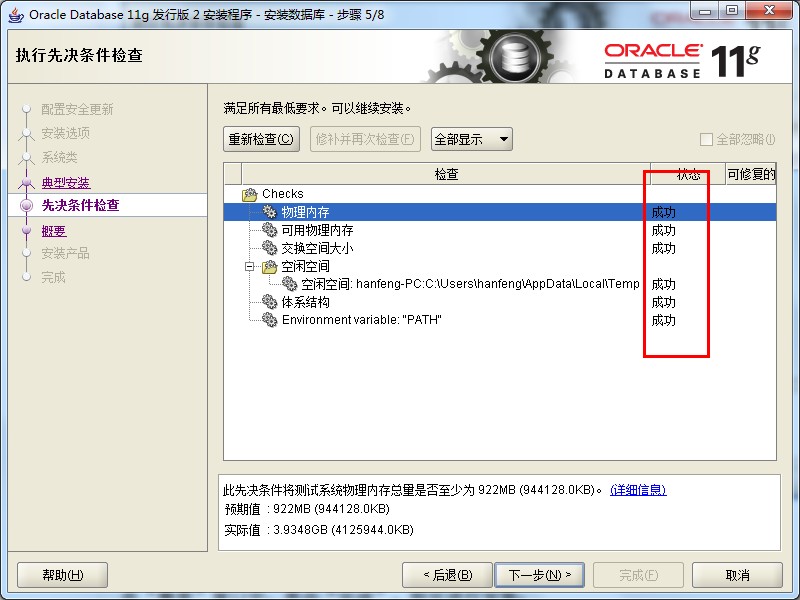 Oracle Database 11g 发行版 2 安装程序 - 安装数据库 - 步骤 5/8
执行先决条件检查
ORACLE
DATABASE
11g
配置安全更新
安装选项
系统类
典型安装
先决条件检查
概要
安装产品
完成
满足所有最低要求。可以继续安装。
重新检查(C)
修补并再次检查(F)
全部显示
全部忽略(I)
检查
状态
可修复的
Checks
物理内存
成功
可用物理内存
成功
交换空间大小
成功
空闲空间
空闲空间: hanfeng-PC:C:\Users\hanfeng\AppData\Local\Temp
成功
体系结构
成功
Environment variable: "PATH"
成功
此先决条件将测试系统物理内存总量是否至少为 922MB (944128.0KB)。 (详细信息)
预期值 : 922MB (944128.0KB)
实际值 : 3.9348GB (4125944.0KB)
帮助(H)
< 后退(B)
下一步(N) >
完成(F)
取消